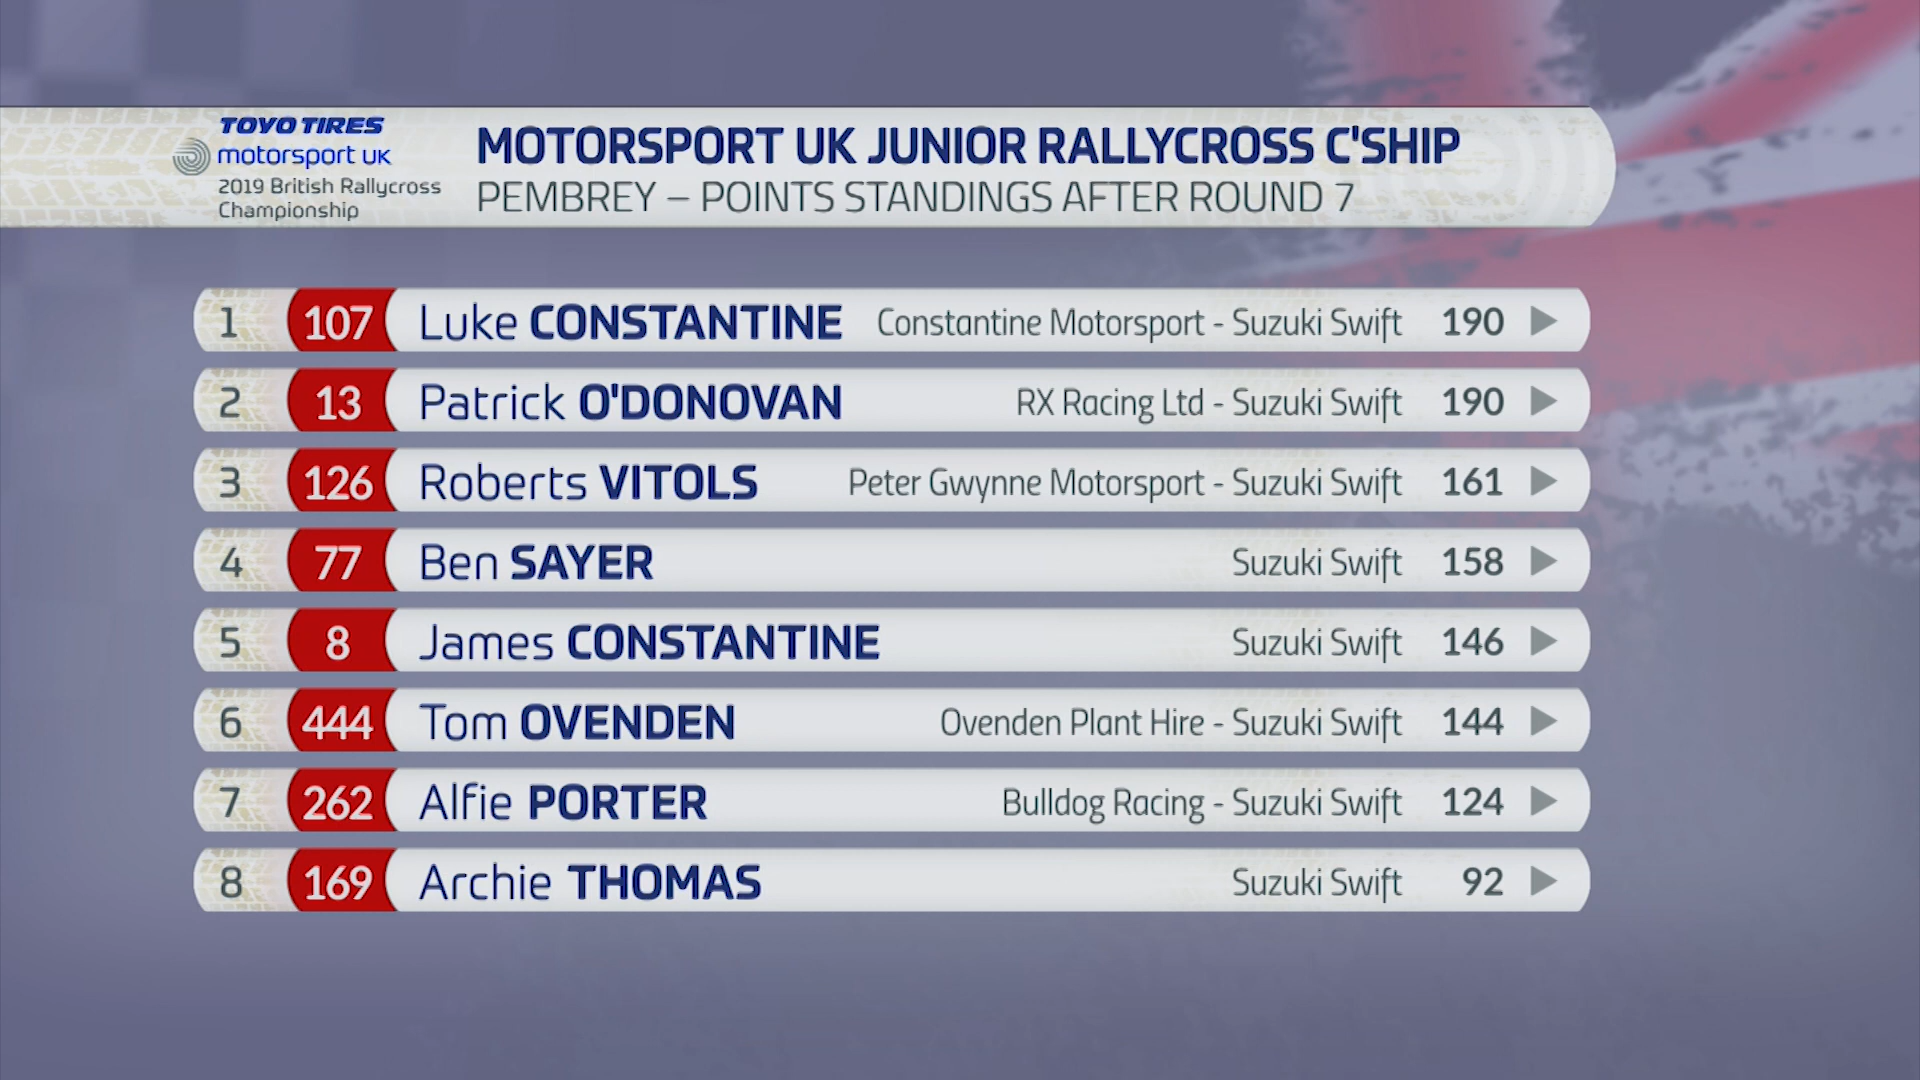 TOYO TIRES
motorsport UK
2019 British Rallycross
Championship
MOTORSPORT UK JUNIOR RALLYCROSS C'SHIP
PEMBREY – POINTS STANDINGS AFTER ROUND 7
1 107 Luke CONSTANTINE Constantine Motorsport - Suzuki Swift 190
2 13 Patrick O'DONOVAN RX Racing Ltd - Suzuki Swift 190
3 126 Roberts VITOLS Peter Gwynne Motorsport - Suzuki Swift 161
4 77 Ben SAYER Suzuki Swift 158
5 8 James CONSTANTINE Suzuki Swift 146
6 444 Tom OVENDEN Ovenden Plant Hire - Suzuki Swift 144
7 262 Alfie PORTER Bulldog Racing - Suzuki Swift 124
8 169 Archie THOMAS Suzuki Swift 92